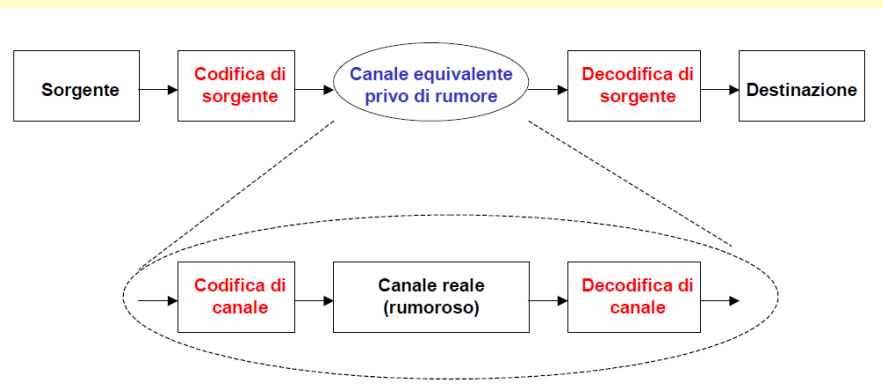 Sorgente
Codifica di
sorgente
Canale equivalente
privo di rumore
Decodifica di
sorgente
Destinazione
Codifica di
canale
Canale reale
(rumoroso)
Decodifica di
canale